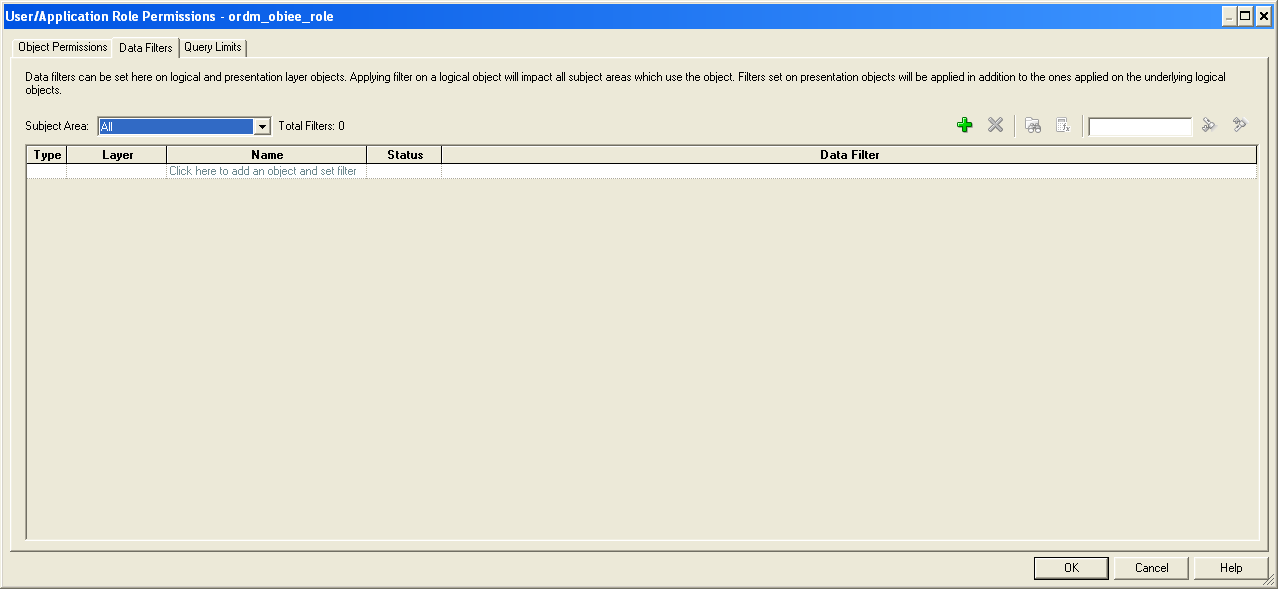 User/Application Role Permissions - ordm_obiee_role
Object Permissions Data Filters Query Limits
Data filters can be set here on logical and presentation layer objects. Applying filter on a logical object will impact all subject areas which use the object. Filters set on presentation objects will be applied in addition to the ones applied on the underlying logical
objects.
Subject Area: All Total Filters: 0
Type Layer Name Status Data Filter
Click here to add an object and set filter
OK Cancel Help